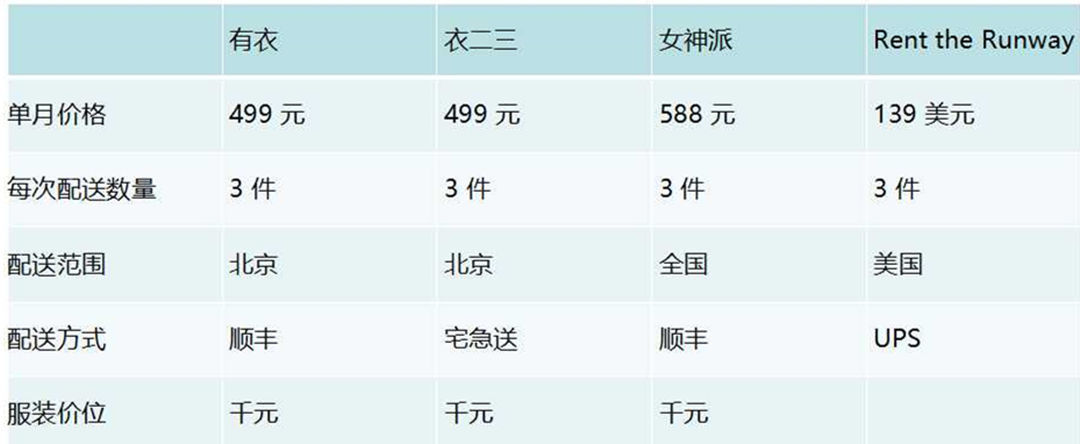 有衣 衣二三 女神派 Rent the Runway
单月价格 499 元 499 元 588 元 139 美元
每次配送数量 3 件 3 件 3 件 3 件
配送范围 北京 北京 全国 美国
配送方式 顺丰 宅急送 顺丰 UPS
服装价位 千元 千元 千元